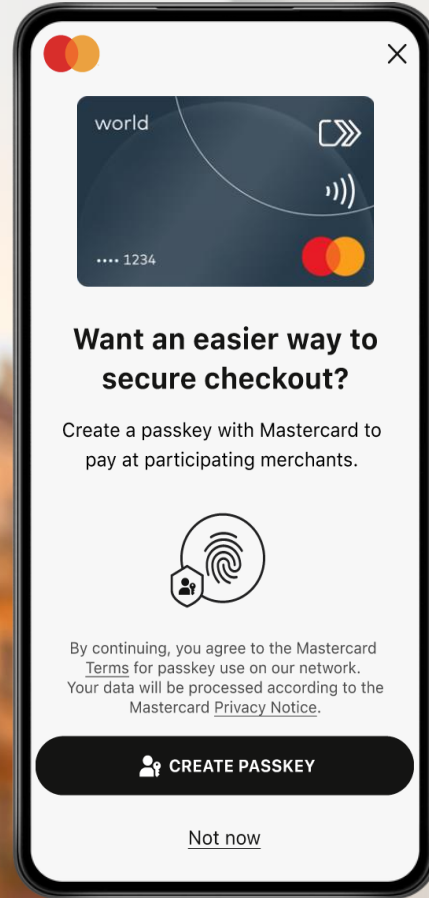 world
•••• 1234
Want an easier way to
secure checkout?
Create a passkey with Mastercard to
pay at participating merchants.
By continuing, you agree to the Mastercard
Terms for passkey use on our network.
Your data will be processed according to the
Mastercard Privacy Notice.
CREATE PASSKEY
Not now